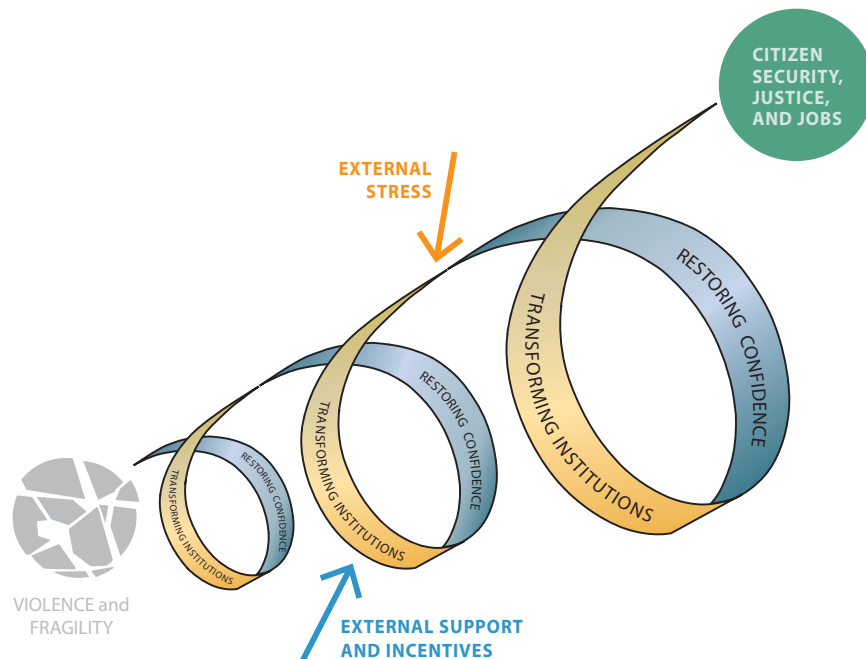 CITIZEN
SECURITY,
JUSTICE,
AND JOBS
EXTERNAL
STRESS
RESTORING CONFIDENCE
TRANSFORMING INSTITUTIONS
RESTORING CONFIDENCE
TRANSFORMING INSTITUTIONS
RESTORING CONFIDENCE
TRANSFORMING INSTITUTIONS
VIOLENCE and
FRAGILITY
EXTERNAL SUPPORT
AND INCENTIVES